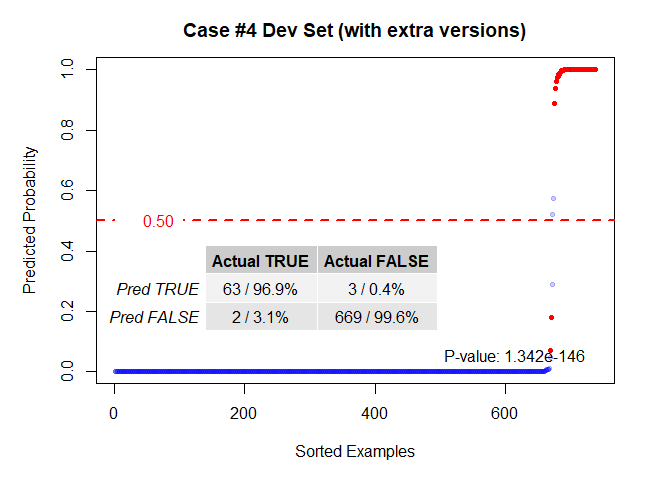 Case #4 Dev Set (with extra versions)
Predicted Probability
1.0
0.8
0.6
0.4
0.2
0.0
0.50
Actual TRUE Actual FALSE
Pred TRUE 63 / 96.9% 3 / 0.4%
Pred FALSE 2 / 3.1% 669 / 99.6%
P-value: 1.342e-146
0 200 400 600
Sorted Examples